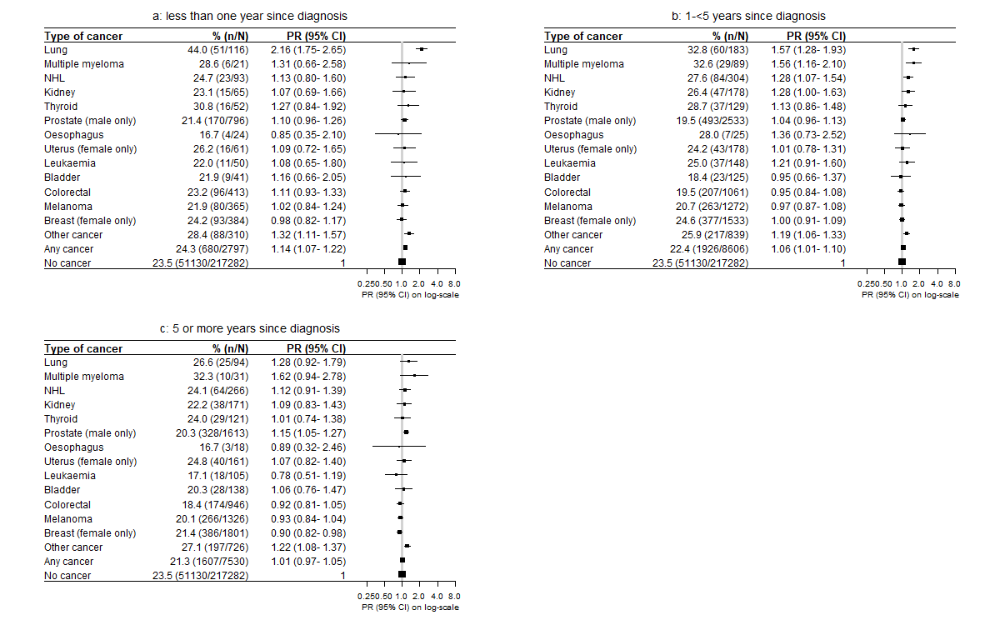 a: less than one year since diagnosis
Type of cancer % (n/N) PR (95% CI)
Lung 44.0 (51/116) 2.16 (1.75- 2.65)
Multiple myeloma 28.6 (6/21) 1.31 (0.66- 2.58)
NHL 24.7 (23/93) 1.13 (0.80- 1.60)
Kidney 23.1 (15/65) 1.07 (0.69- 1.66)
Thyroid 30.8 (16/52) 1.27 (0.84- 1.92)
Prostate (male only) 21.4 (170/796) 1.10 (0.96- 1.26)
Oesophagus 16.7 (4/24) 0.85 (0.35- 2.10)
Uterus (female only) 26.2 (16/61) 1.09 (0.72- 1.65)
Leukaemia 22.0 (11/50) 1.08 (0.65- 1.80)
Bladder 21.9 (9/41) 1.16 (0.66- 2.05)
Colorectal 23.2 (96/413) 1.11 (0.93- 1.33)
Melanoma 21.9 (80/365) 1.02 (0.84- 1.24)
Breast (female only) 24.2 (93/384) 0.98 (0.82- 1.17)
Other cancer 28.4 (88/310) 1.32 (1.11- 1.57)
Any cancer 24.3 (680/2797) 1.14 (1.07- 1.22)
No cancer 23.5 (51130/217282) 1
0.25 0.50 1.0 2.0 4.0 8.0
PR (95% CI) on log-scale
b: 1-<5 years since diagnosis
Type of cancer % (n/N) PR (95% CI)
Lung 32.8 (60/183) 1.57 (1.28- 1.93)
Multiple myeloma 32.6 (29/89) 1.56 (1.16- 2.10)
NHL 27.6 (84/304) 1.28 (1.07- 1.54)
Kidney 26.4 (47/178) 1.28 (1.00- 1.63)
Thyroid 28.7 (37/129) 1.13 (0.86- 1.48)
Prostate (male only) 19.5 (493/2533) 1.04 (0.96- 1.13)
Oesophagus 28.0 (7/25) 1.36 (0.73- 2.52)
Uterus (female only) 24.2 (43/178) 1.01 (0.78- 1.31)
Leukaemia 25.0 (37/148) 1.21 (0.91- 1.60)
Bladder 18.4 (23/125) 0.95 (0.66- 1.37)
Colorectal 19.5 (207/1061) 0.95 (0.84- 1.08)
Melanoma 20.7 (263/1272) 0.97 (0.87- 1.08)
Breast (female only) 24.6 (377/1533) 1.00 (0.91- 1.09)
Other cancer 25.9 (217/839) 1.19 (1.06- 1.33)
Any cancer 22.4 (1926/8606) 1.06 (1.01- 1.10)
No cancer 23.5 (51130/217282) 1
0.25 0.50 1.0 2.0 4.0 8.0
PR (95% CI) on log-scale
c: 5 or more years since diagnosis
Type of cancer % (n/N) PR (95% CI)
Lung 26.6 (25/94) 1.28 (0.92- 1.79)
Multiple myeloma 32.3 (10/31) 1.62 (0.94- 2.78)
NHL 24.1 (64/266) 1.12 (0.91- 1.39)
Kidney 22.2 (38/171) 1.09 (0.83- 1.43)
Thyroid 24.0 (29/121) 1.01 (0.74- 1.38)
Prostate (male only) 20.3 (328/1613) 1.15 (1.05- 1.27)
Oesophagus 16.7 (3/18) 0.89 (0.32- 2.46)
Uterus (female only) 24.8 (40/161) 1.07 (0.82- 1.40)
Leukaemia 17.1 (18/105) 0.78 (0.51- 1.19)
Bladder 20.3 (28/138) 1.06 (0.76- 1.47)
Colorectal 18.4 (174/946) 0.92 (0.81- 1.05)
Melanoma 20.1 (266/1326) 0.93 (0.84- 1.04)
Breast (female only) 21.4 (386/1801) 0.90 (0.82- 0.98)
Other cancer 27.1 (197/726) 1.22 (1.08- 1.37)
Any cancer 21.3 (1607/7530) 1.01 (0.97- 1.05)
No cancer 23.5 (51130/217282) 1
0.25 0.50 1.0 2.0 4.0 8.0
PR (95% CI) on log-scale